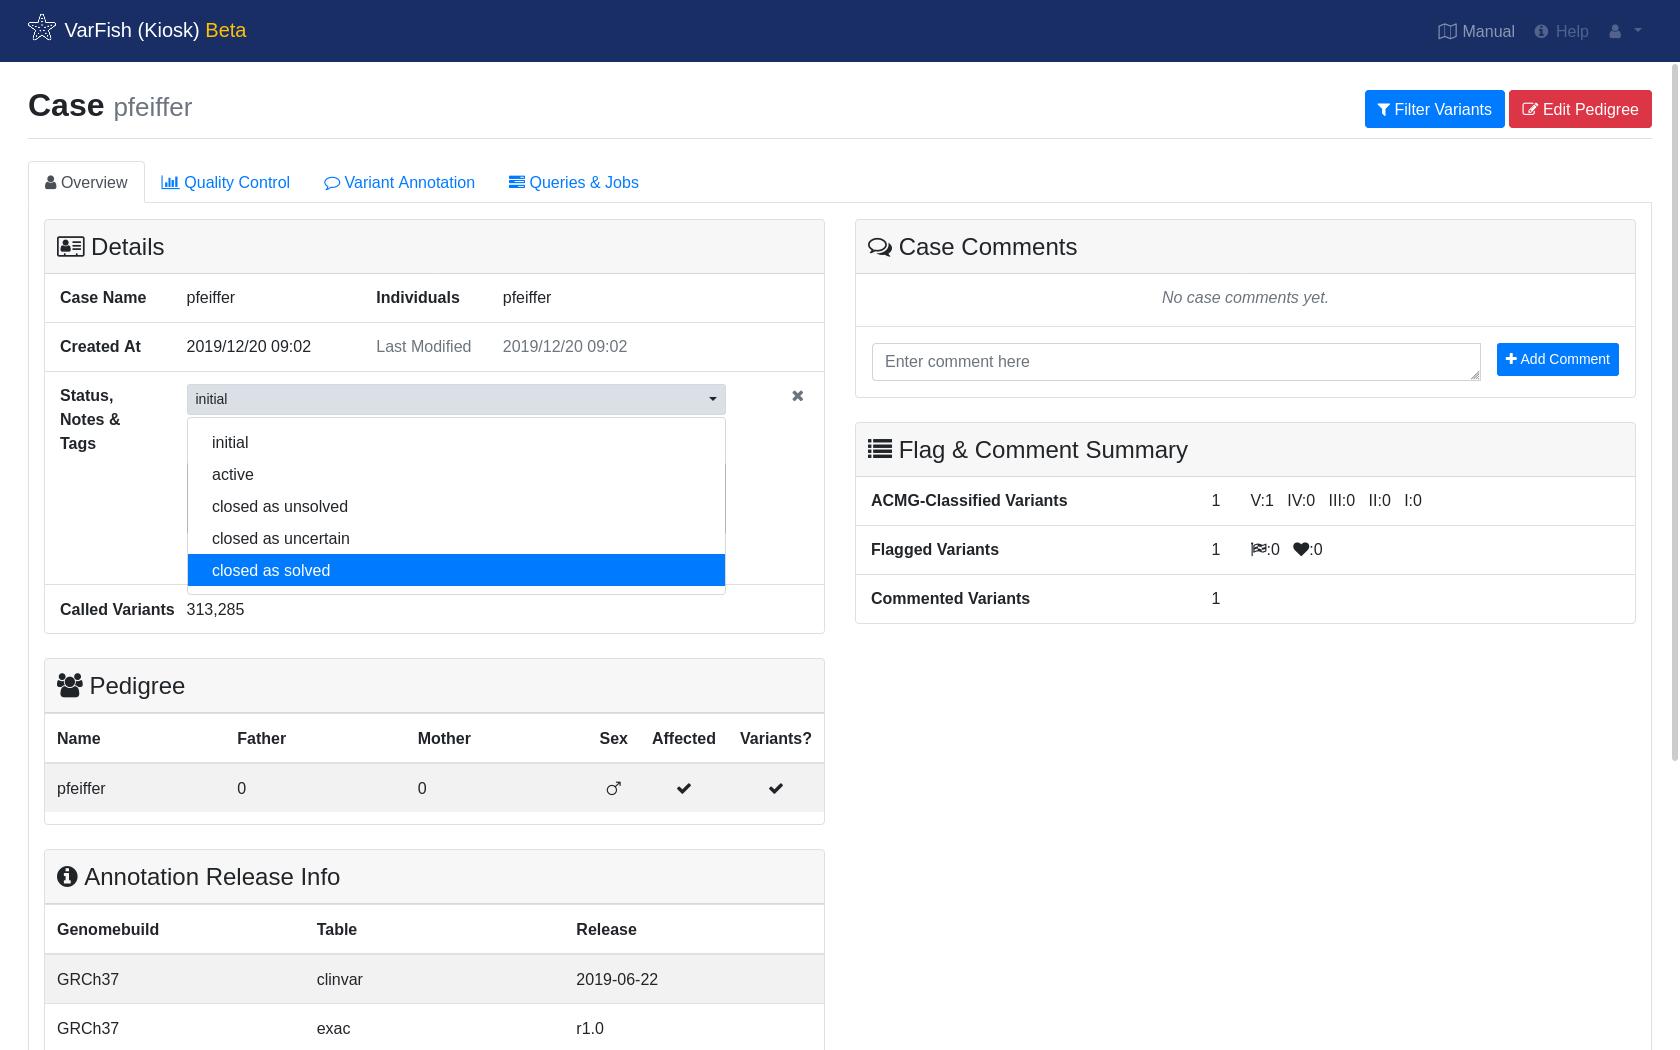 VarFish (Kiosk) Beta
Manual Help
Case pfeiffer
Filter Variants Edit Pedigree
Overview Quality Control Variant Annotation Queries & Jobs
Details
Case Name pfeiffer Individuals pfeiffer
Created At 2019/12/20 09:02 Last Modified 2019/12/20 09:02
Status, Notes & Tags
initial
initial
active
closed as unsolved
closed as uncertain
closed as solved
Called Variants 313,285
Pedigree
Name Father Mother Sex Affected Variants?
pfeiffer 0 0
Annotation Release Info
Genomebuild Table Release
GRCh37 clinvar 2019-06-22
GRCh37 exac r1.0
Case Comments
No case comments yet.
Enter comment here
Add Comment
Flag & Comment Summary
ACMG-Classified Variants 1 V:1 IV:0 III:0 II:0 I:0
Flagged Variants 1 :0 :0
Commented Variants 1